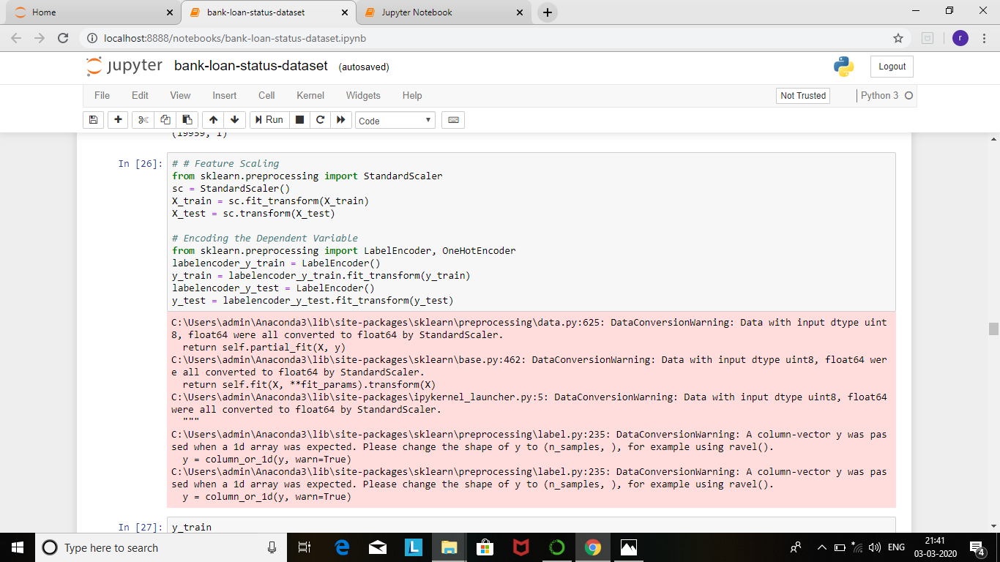 Home
bank-loan-status-dataset
Jupyter Notebook
localhost:8888/notebooks/bank-loan-status-dataset.ipynb
r
jupyter bank-loan-status-dataset (autosaved)
Logout
File Edit View Insert Cell Kernel Widgets Help
Not Trusted
Python 3
Run
Code
(19959, 1)
In [26]:
# # Feature Scaling
from sklearn.preprocessing import StandardScaler
sc = StandardScaler()
X_train = sc.fit_transform(X_train)
X_test = sc.transform(X_test)
# Encoding the Dependent Variable
from sklearn.preprocessing import LabelEncoder, OneHotEncoder
labelencoder_y_train = LabelEncoder()
y_train = labelencoder_y_train.fit_transform(y_train)
labelencoder_y_test = LabelEncoder()
y_test = labelencoder_y_test.fit_transform(y_test)
C:\Users\admin\Anaconda3\lib\site-packages\sklearn\preprocessing\data.py:625: DataConversionWarning: Data with input dtype uint
8, float64 were all converted to float64 by StandardScaler.
return self.partial_fit(X, y)
C:\Users\admin\Anaconda3\lib\site-packages\sklearn\base.py:462: DataConversionWarning: Data with input dtype uint8, float64 wer
e all converted to float64 by StandardScaler.
return self.fit(X, **fit_params).transform(X)
C:\Users\admin\Anaconda3\lib\site-packages\ipykernel_launcher.py:5: DataConversionWarning: Data with input dtype uint8, float64
were all converted to float64 by StandardScaler.
"""
C:\Users\admin\Anaconda3\lib\site-packages\sklearn\preprocessing\label.py:235: DataConversionWarning: A column-vector y was pas
sed when a 1d array was expected. Please change the shape of y to (n_samples, ), for example using ravel().
y = column_or_1d(y, warn=True)
C:\Users\admin\Anaconda3\lib\site-packages\sklearn\preprocessing\label.py:235: DataConversionWarning: A column-vector y was pas
sed when a 1d array was expected. Please change the shape of y to (n_samples, ), for example using ravel().
y = column_or_1d(y, warn=True)
In [27]:
y_train
Type here to search
L
ENG
21:41
03-03-2020
4